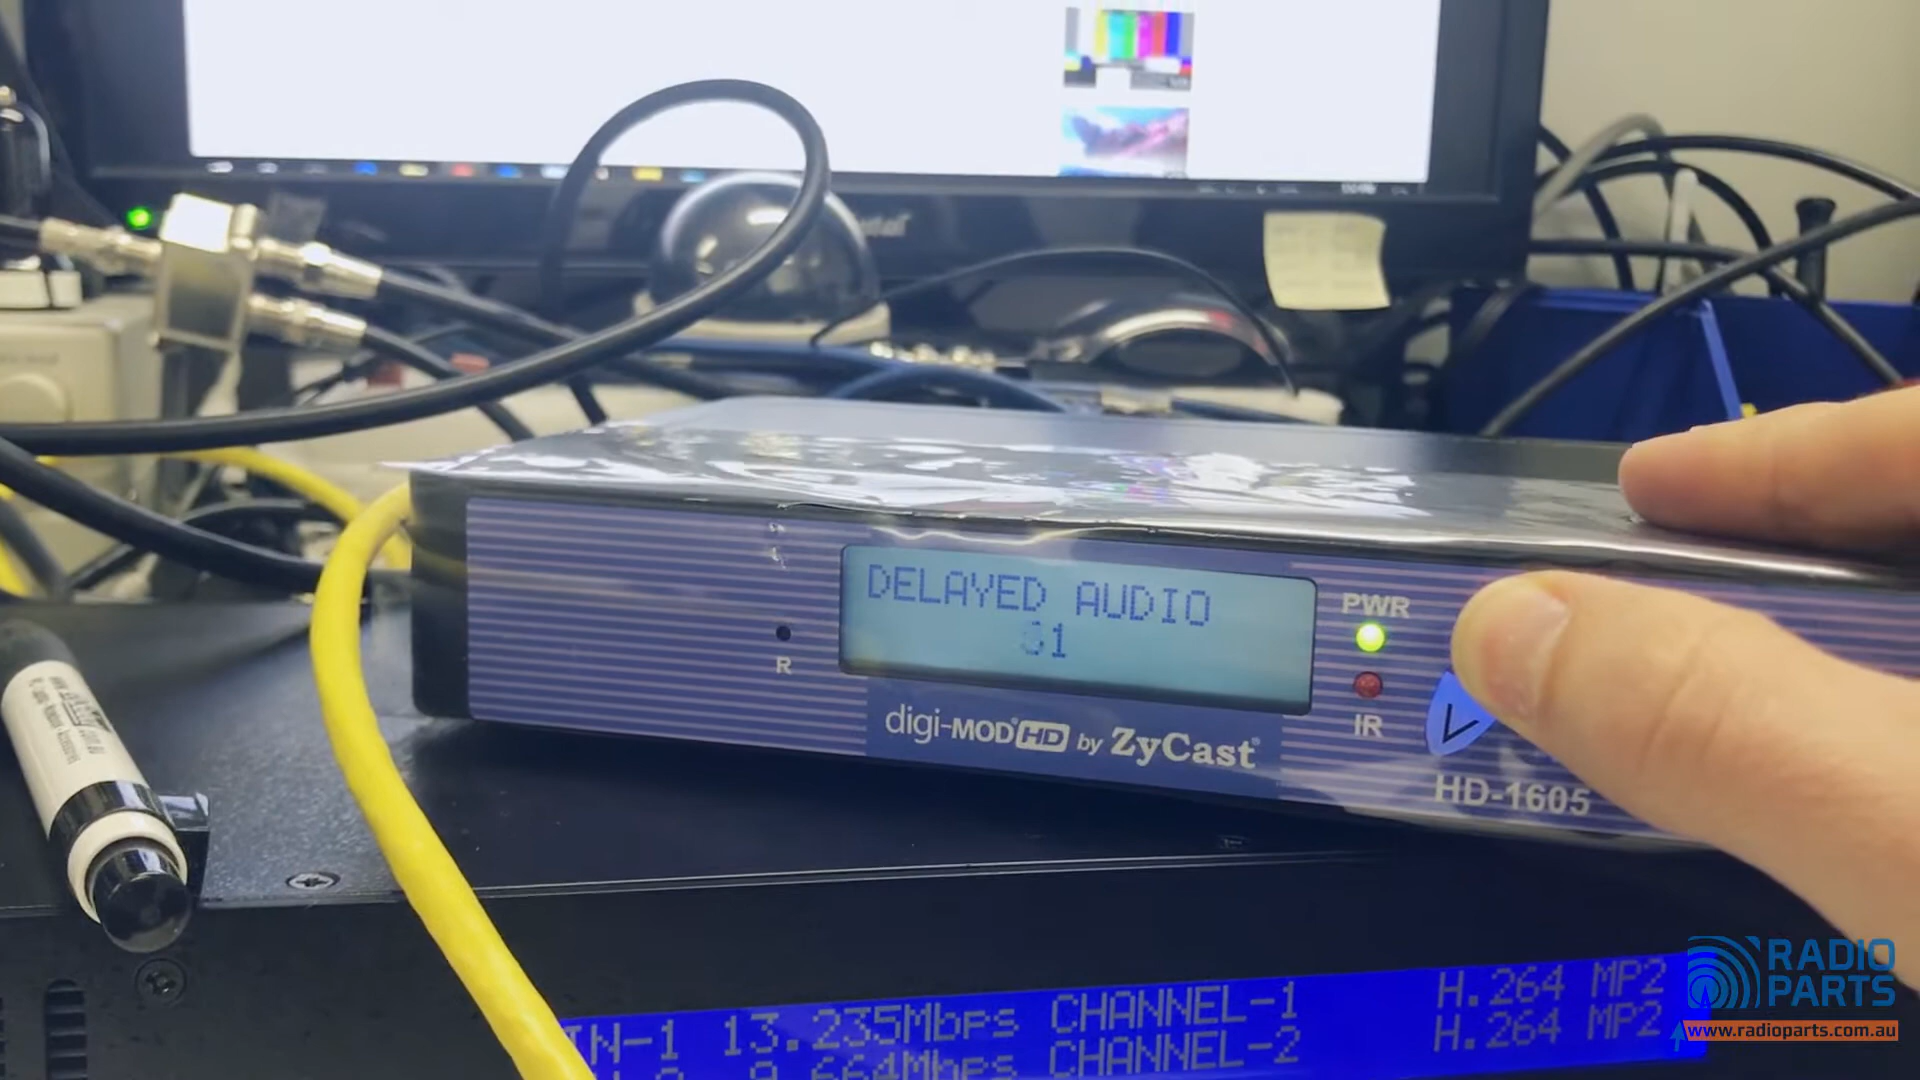 DELAYED AUDIO
PWR
R
IR
digi-MOD HD by ZyCast
HD-1605
IN-1 13.235Mbps CHANNEL-1 H.264 MP2
9.664Mbps CHANNEL-2 H.264 MP2
RADIO
PARTS
www.radioparts.com.au